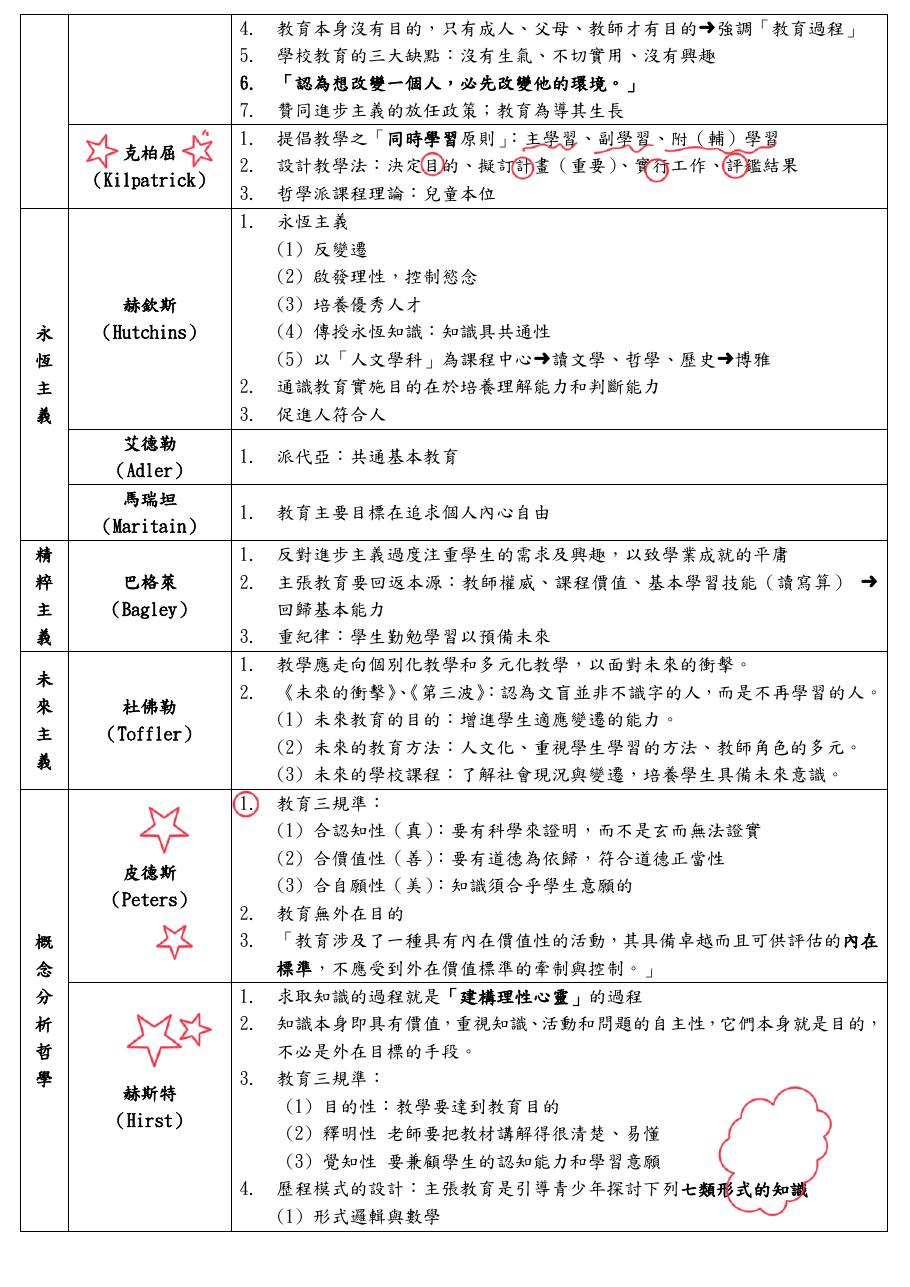 4. 教育本身沒有目的，只有成人、父母、教師才有目的➜強調「教育過程」
5. 學校教育的三大缺點：沒有生氣、不切實用、沒有興趣
6. 「認為想改變一個人，必先改變他的環境。」
7. 贊同進步主義的放任政策；教育為導其生長
克柏屈
（Kilpatrick）
1. 提倡教學之「同時學習原則」：主學習、副學習、附（輔）學習
2. 設計教學法：決定目的、擬訂計畫（重要）、實行工作、評鑑結果
3. 哲學派課程理論：兒童本位
永恆主義
赫欽斯
（Hutchins）
1. 永恆主義
(1) 反變遷
(2) 啟發理性，控制慾念
(3) 培養優秀人才
(4) 傳授永恆知識：知識具共通性
(5) 以「人文學科」為課程中心➜讀文學、哲學、歷史➜博雅
2. 通識教育實施目的在於培養理解能力和判斷能力
3. 促進人符合人
艾德勒
（Adler）
1. 派代亞：共通基本教育
馬瑞坦
（Maritain）
1. 教育主要目標在追求個人內心自由
精粹主義
巴格萊
（Bagley）
1. 反對進步主義過度注重學生的需求及興趣，以致學業成就的平庸
2. 主張教育要回返本源：教師權威、課程價值、基本學習技能（讀寫算） ➜
回歸基本能力
3. 重紀律：學生勤勉學習以預備未來
未來主義
杜佛勒
（Toffler）
1. 教學應走向個別化教學和多元化教學，以面對未來的衝擊。
2. 《未來的衝擊》、《第三波》：認為文盲並非不識字的人，而是不再學習的人。
(1) 未來教育的目的：增進學生適應變遷的能力。
(2) 未來的教育方法：人文化、重視學生學習的方法、教師角色的多元。
(3) 未來的學校課程：了解社會現況與變遷，培養學生具備未來意識。
概念分析哲學
皮德斯
（Peters）
1. 教育三規準：
(1) 合認知性（真）：要有科學來證明，而不是玄而無法證實
(2) 合價值性（善）：要有道德為依歸，符合道德正當性
(3) 合自願性（美）：知識須合乎學生意願的
2. 教育無外在目的
3. 「教育涉及了一種具有內在價值性的活動，其具備卓越而且可供評估的內在
標準，不應受到外在價值標準的牽制與控制。」
赫斯特
（Hirst）
1. 求取知識的過程就是「建構理性心靈」的過程
2. 知識本身即具有價值，重視知識、活動和問題的自主性，它們本身就是目的，
不必是外在目標的手段。
3. 教育三規準：
（1）目的性：教學要達到教育目的
（2）釋明性 老師要把教材講解得很清楚、易懂
（3）覺知性 要兼顧學生的認知能力和學習意願
4. 歷程模式的設計：主張教育是引導青少年探討下列七類形式的知識
(1) 形式邏輯與數學